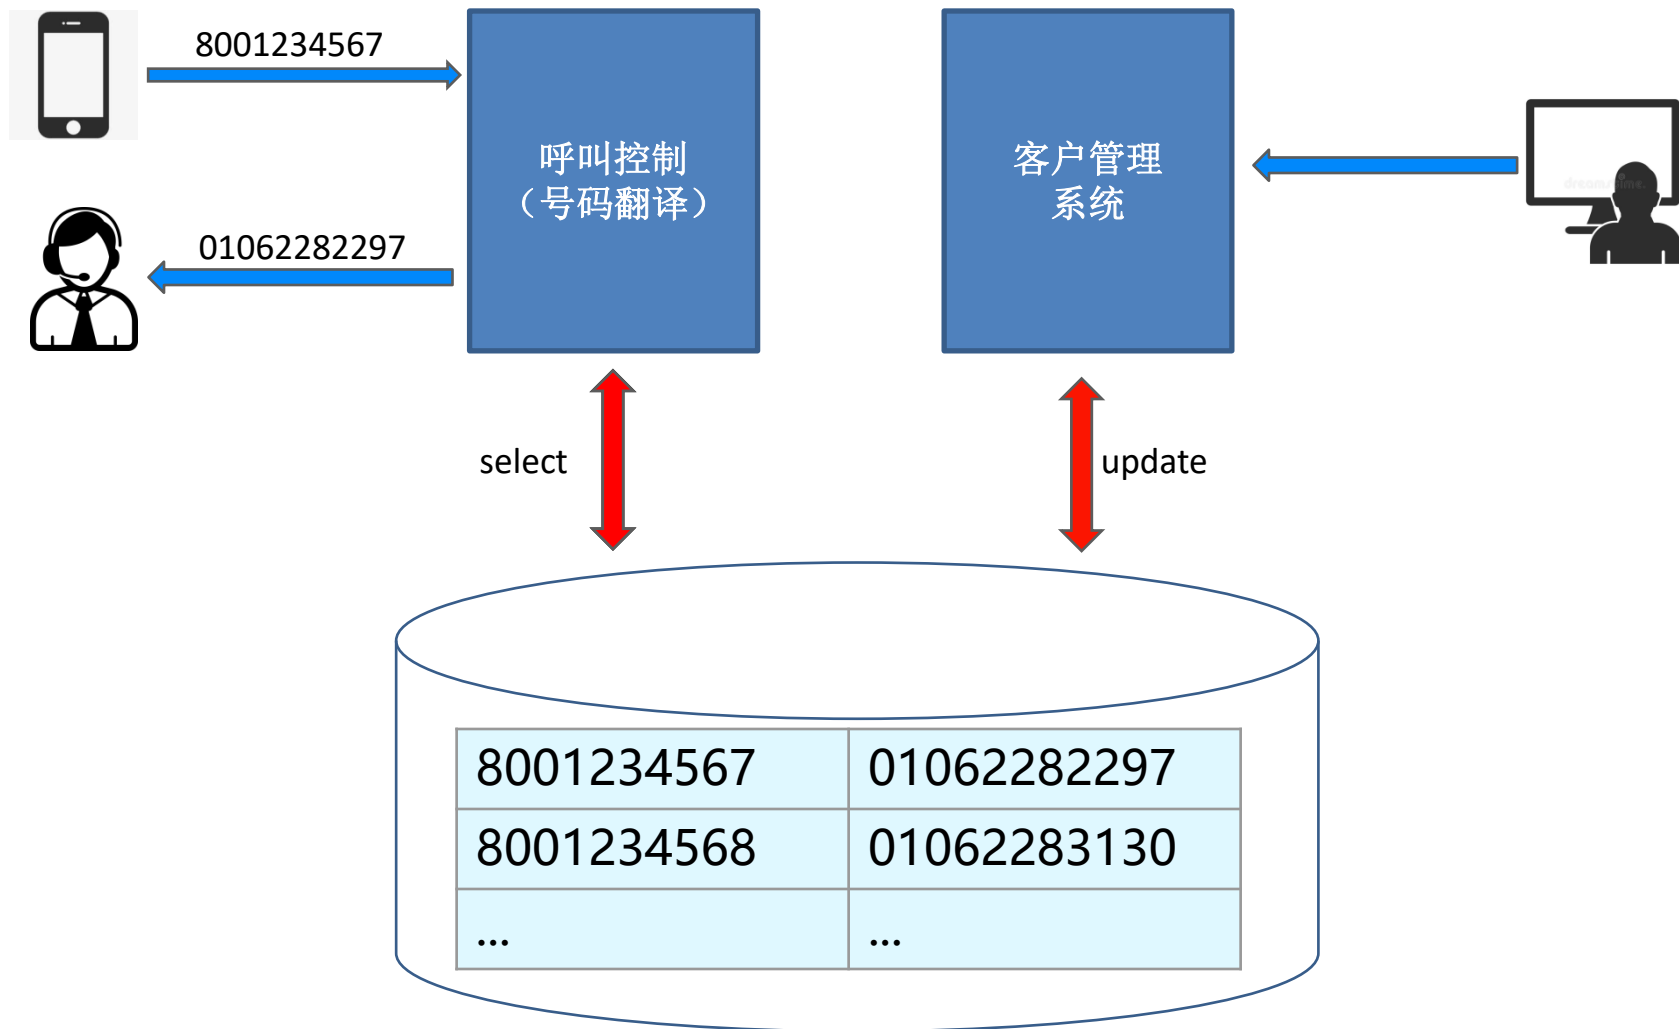 8001234567
呼叫控制
（号码翻译）
01062282297
客户管理
系统
dreamstime.
select
update
8001234567 01062282297
8001234568 01062283130
... ...